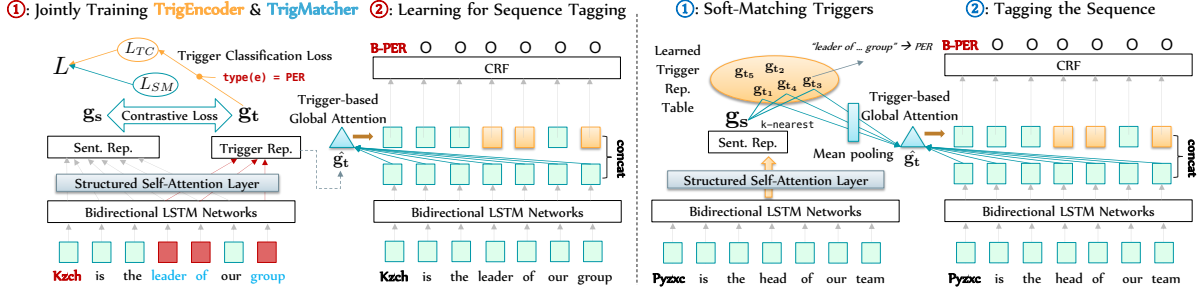 ①: Jointly Training TrigEncoder & TrigMatcher
L
L_TC
L_SM
Trigger Classification Loss
type(e) = PER
g_s
Contrastive Loss
g_t
Sent. Rep.
Trigger Rep.
Structured Self-Attention Layer
Bidirectional LSTM Networks
Kzch is the leader of our group
②: Learning for Sequence Tagging
B-PER O O O O O O
CRF
Trigger-based
Global Attention
ĝ_t
concat
Bidirectional LSTM Networks
Kzch is the leader of our group
①: Soft-Matching Triggers
Learned
Trigger
Rep.
Table
"leader of ... group" → PER
g_t5 g_t2
g_t1 g_t4 g_t3
g_s
k-nearest
Sent. Rep.
Mean pooling
Structured Self-Attention Layer
Bidirectional LSTM Networks
Pyzxc is the head of our team
②: Tagging the Sequence
B-PER O O O O O O
CRF
Trigger-based
Global Attention
ĝ_t
concat
Bidirectional LSTM Networks
Pyzxc is the head of our team